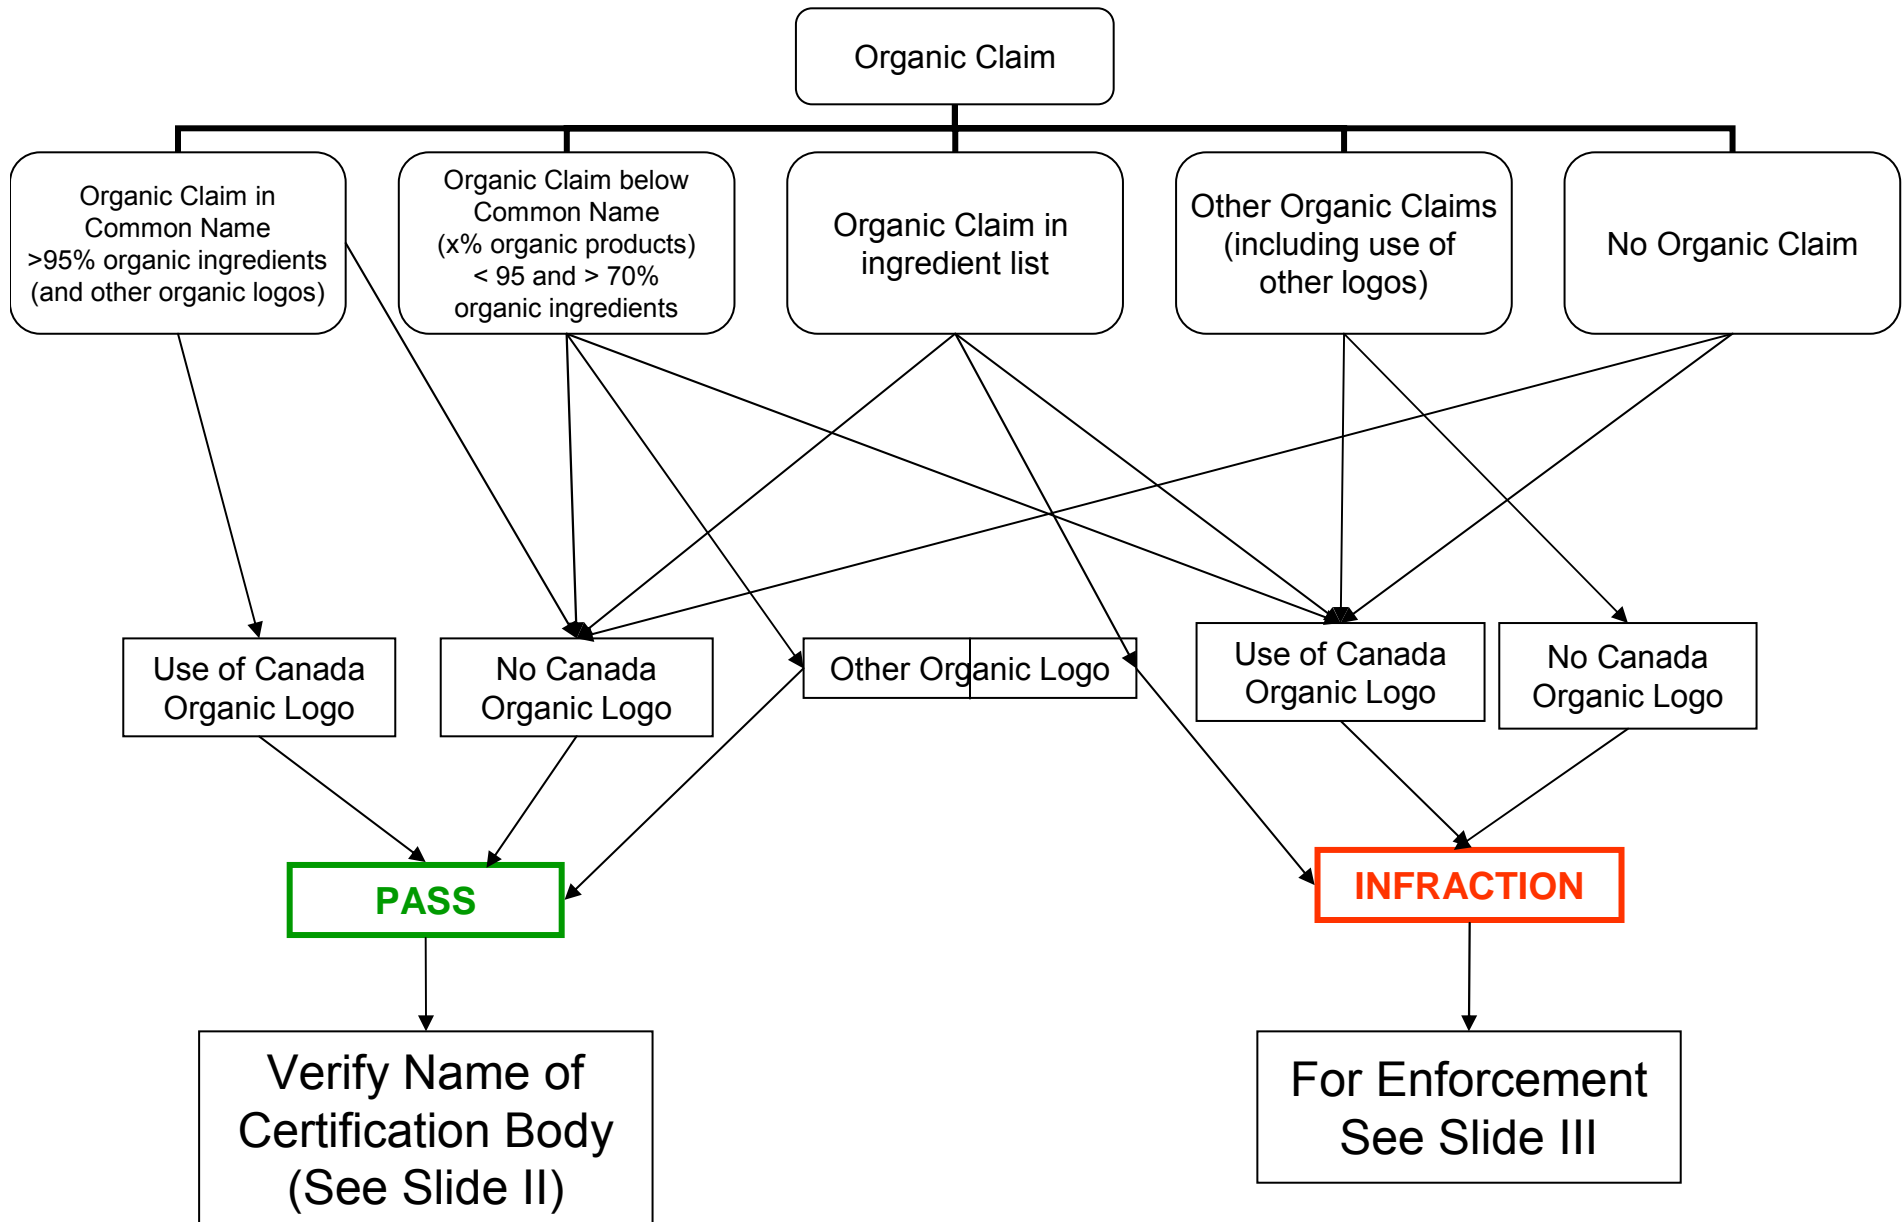 Organic Claim
Organic Claim in
Common Name
>95% organic ingredients
(and other organic logos)
Organic Claim below
Common Name
(x% organic products)
< 95 and > 70%
organic ingredients
Organic Claim in
ingredient list
Other Organic Claims
(including use of
other logos)
No Organic Claim
Use of Canada
Organic Logo
No Canada
Organic Logo
Other Organic Logo
Use of Canada
Organic Logo
No Canada
Organic Logo
PASS
INFRACTION
Verify Name of
Certification Body
(See Slide II)
For Enforcement
See Slide III